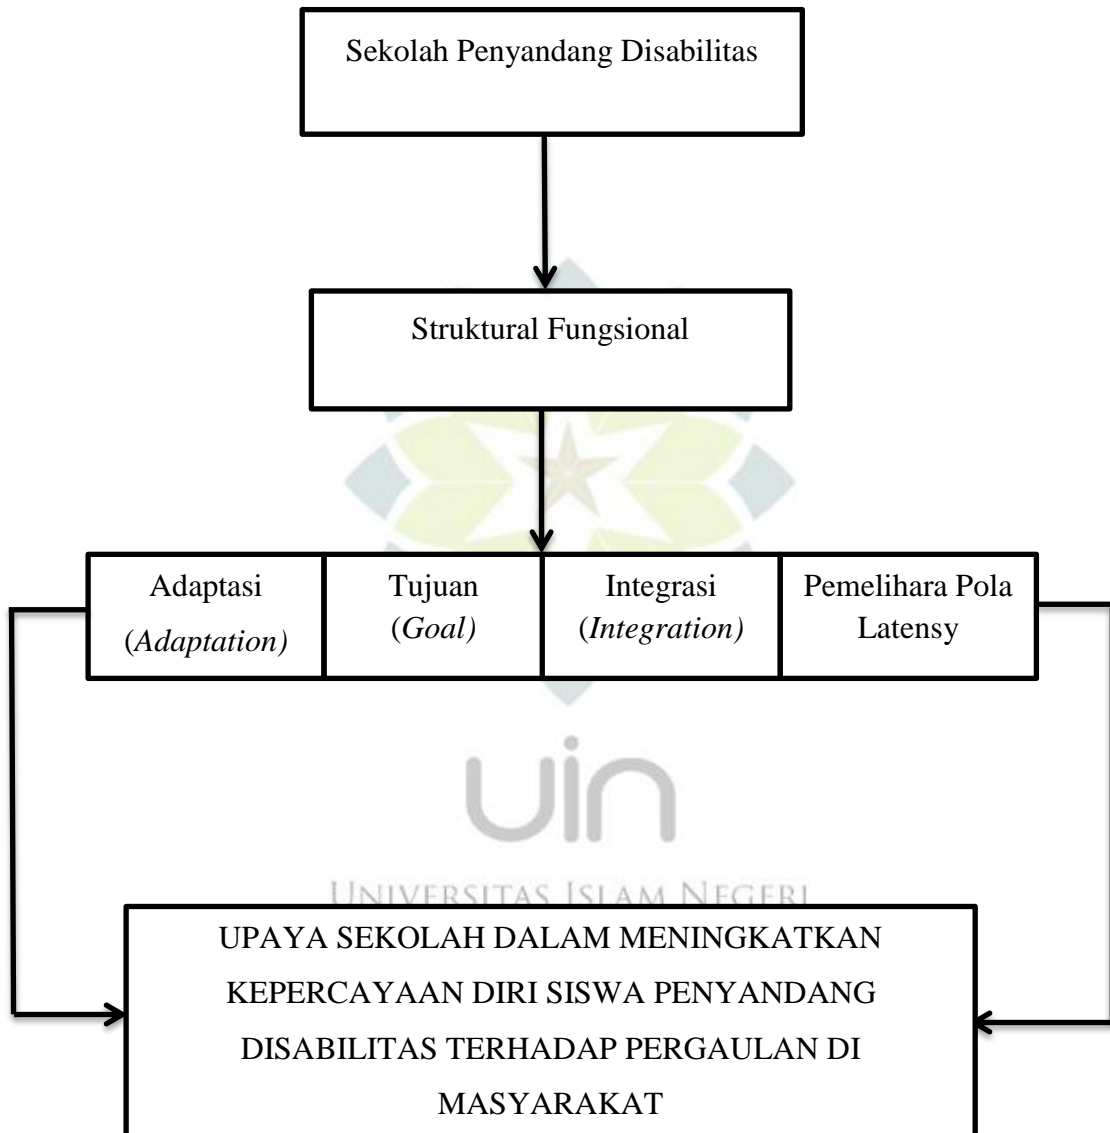 Sekolah Penyandang Disabilitas
Struktural Fungsional
Adaptasi
(Adaptation)
Tujuan
(Goal)
Integrasi
(Integration)
Pemelihara Pola
Latensy
uin
UNIVERSITAS ISLAM NEGERI
UPAYA SEKOLAH DALAM MENINGKATKAN
KEPERCAYAAN DIRI SISWA PENYANDANG
DISABILITAS TERHADAP PERGAULAN DI
MASYARAKAT